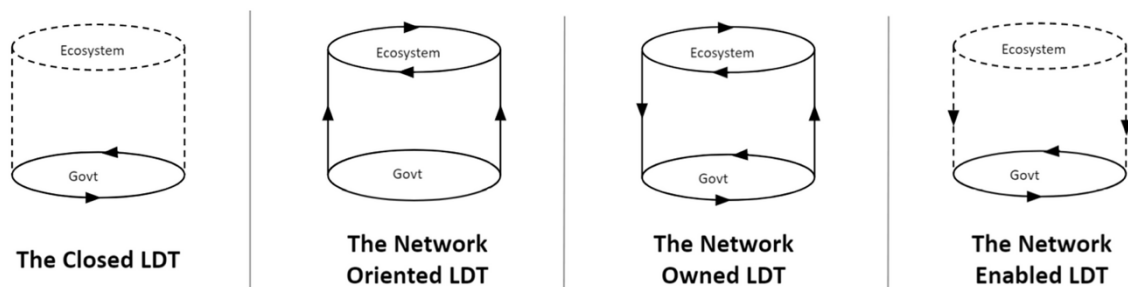 Ecosystem
Govt
The Closed LDT
Ecosystem
Govt
The Network
Oriented LDT
Ecosystem
Govt
The Network
Owned LDT
Ecosystem
Govt
The Network
Enabled LDT